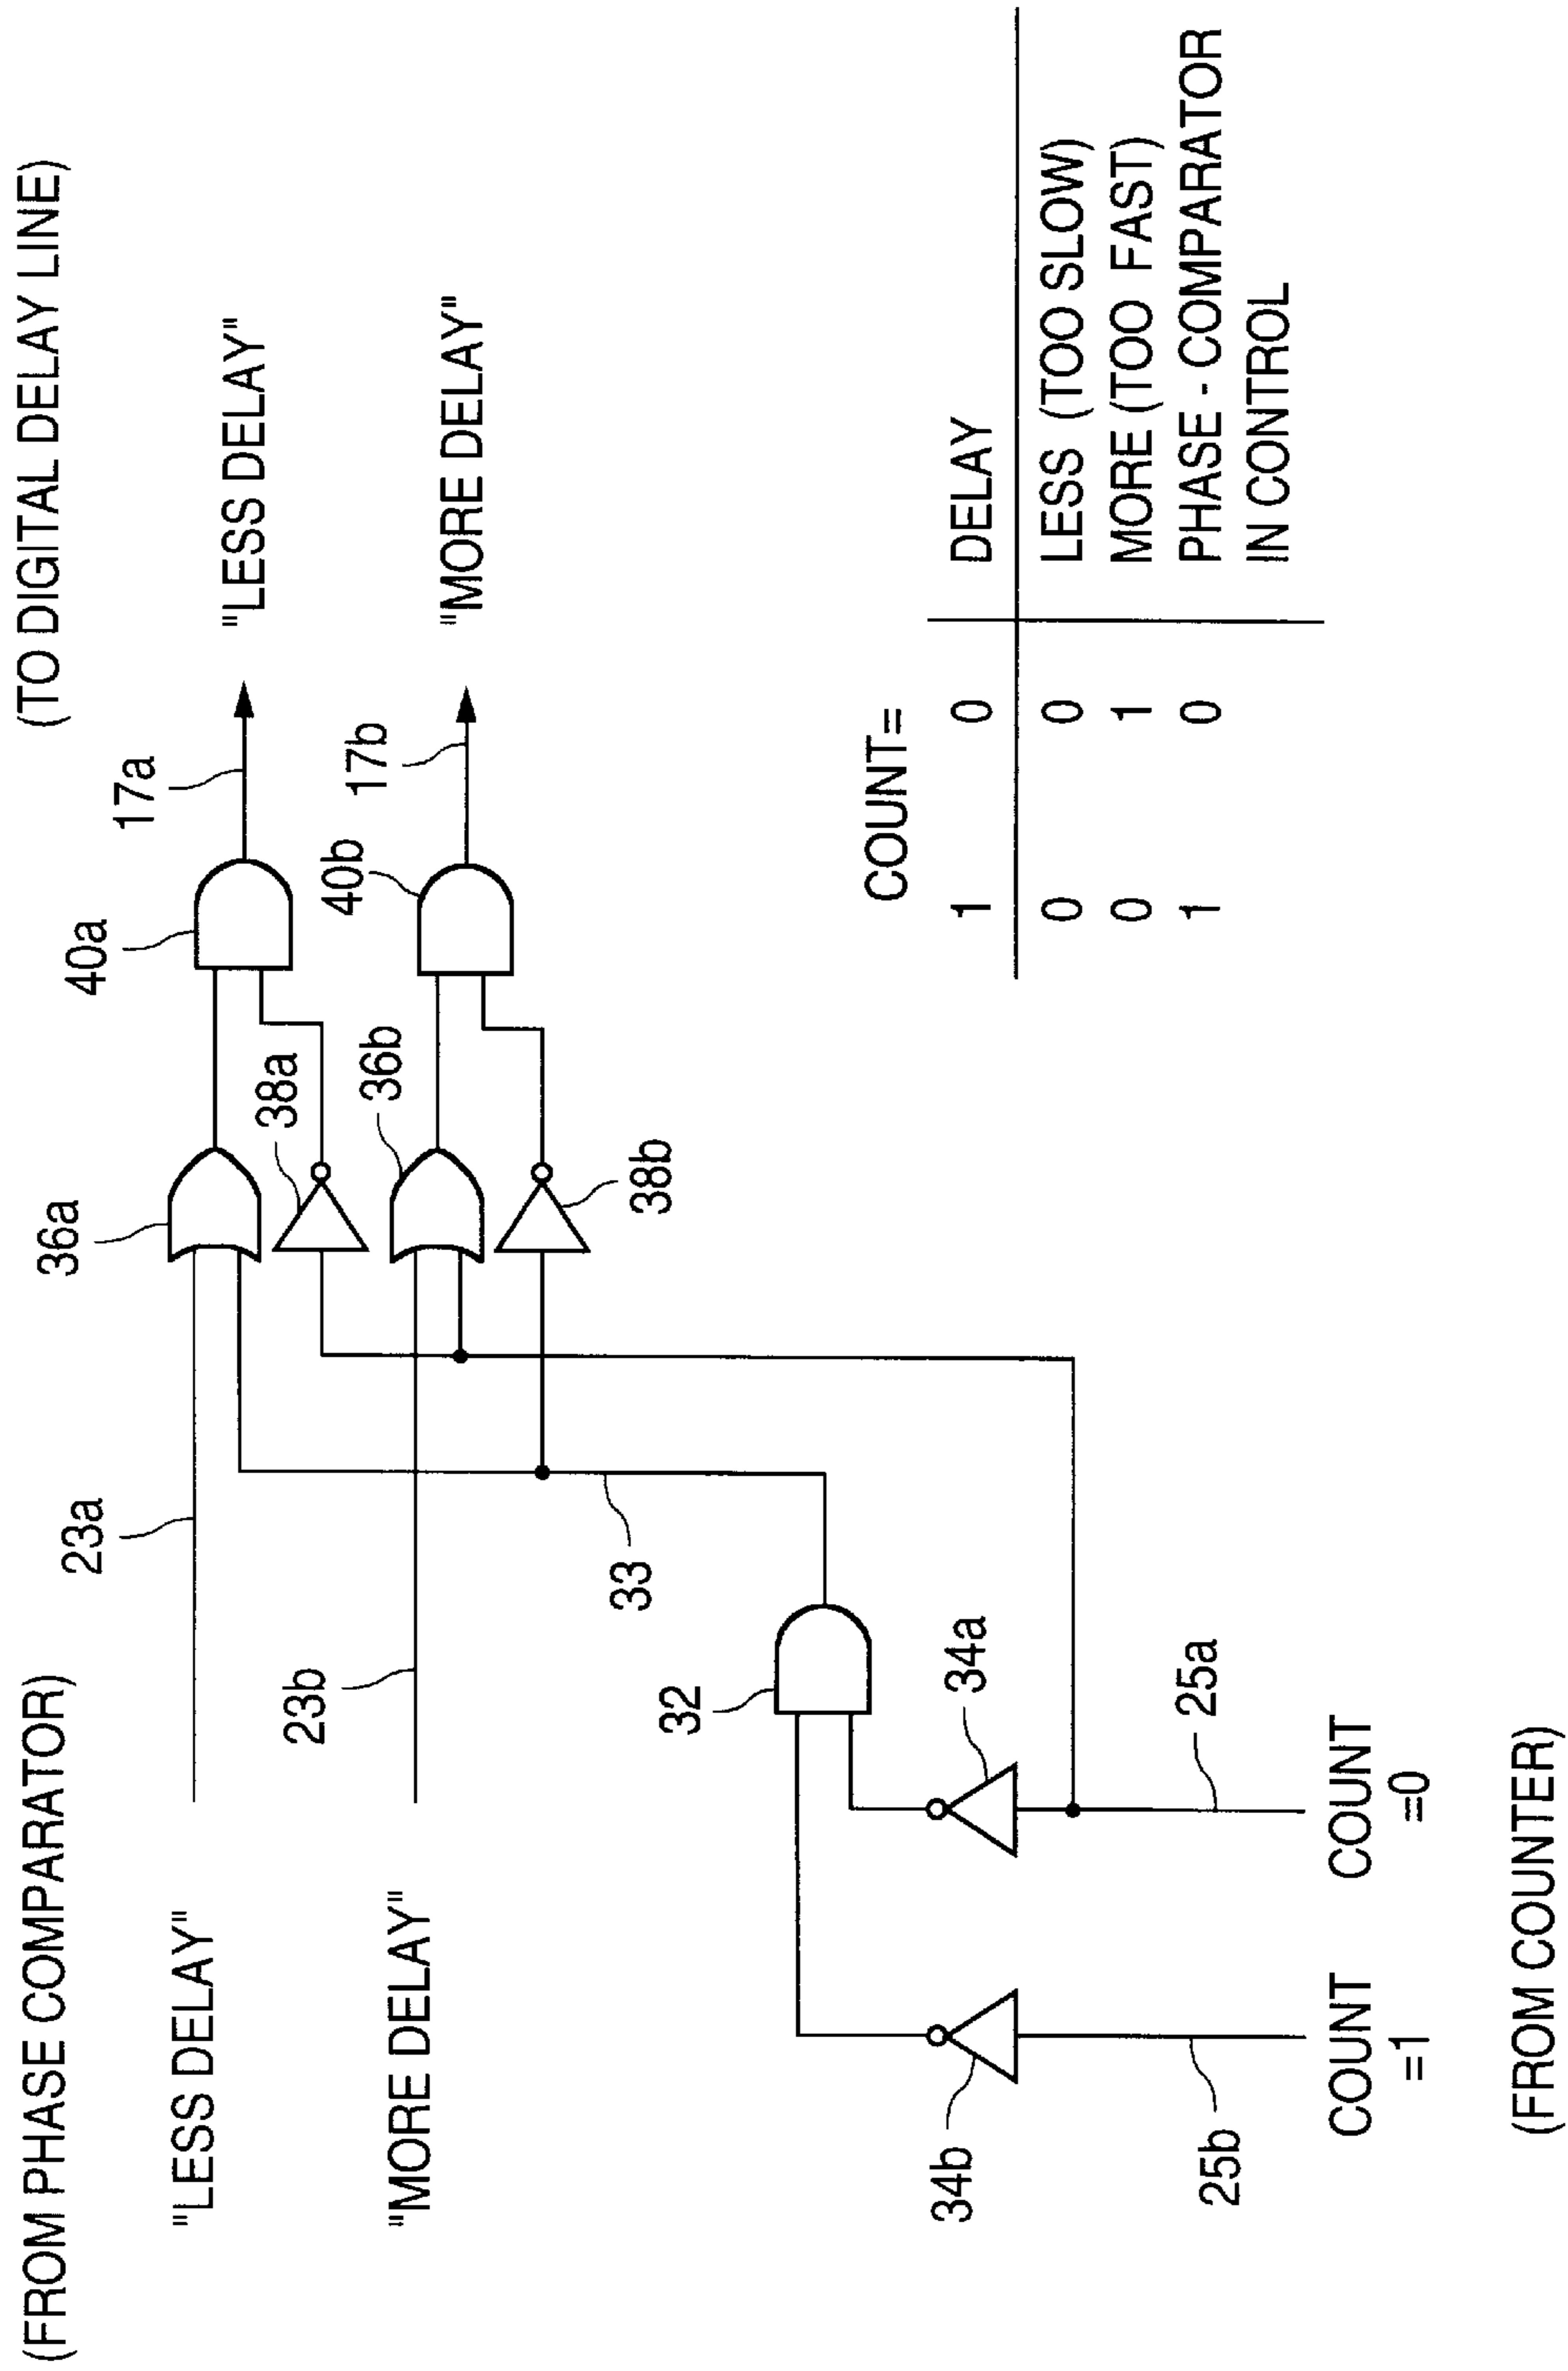 (FROM PHASE COMPARATOR)
(TO DIGITAL DELAY LINE)
"LESS DELAY"
23a
36a
40a
17a
"LESS DELAY"
38a
"MORE DELAY"
23b
36b
40b
17b
"MORE DELAY"
33
38b
32
34b
34a
25b
25a
COUNT
=1
COUNT
=0
(FROM COUNTER)
COUNT=
1 0 DELAY
0 0 LESS (TOO SLOW)
0 1 MORE (TOO FAST)
1 0 PHASE - COMPARATOR
IN CONTROL